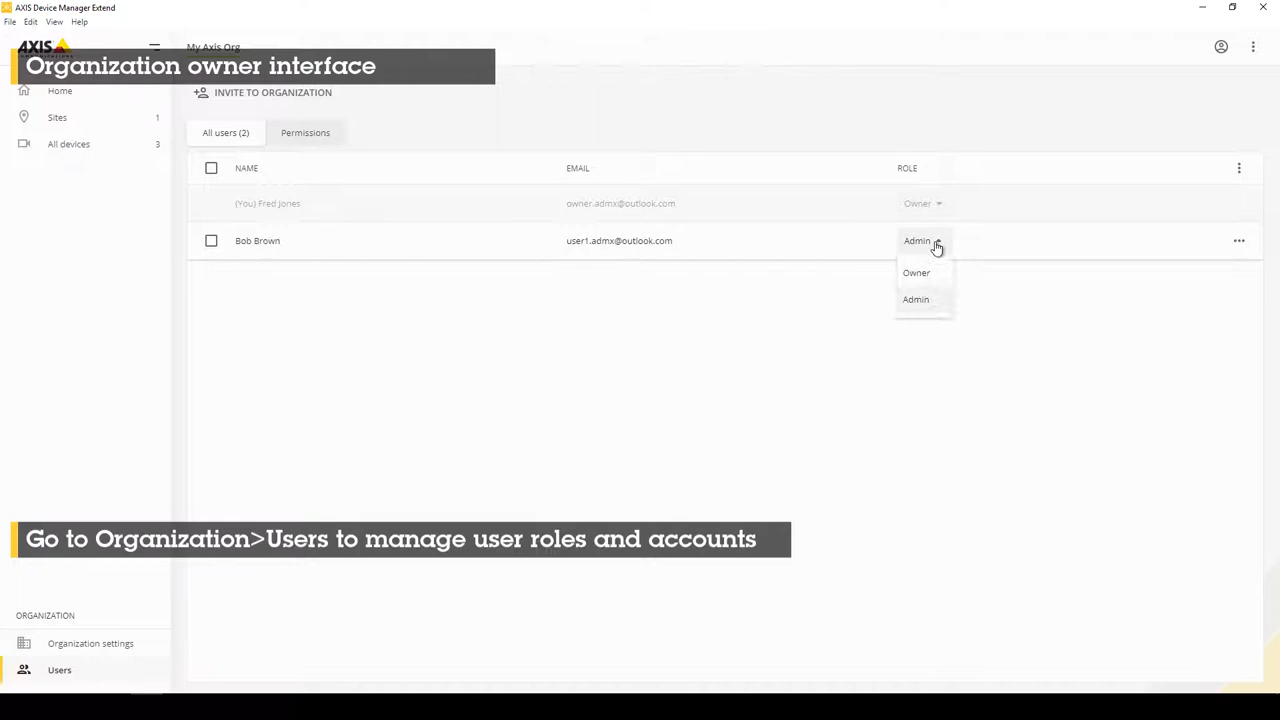 AXIS Device Manager Extend
File Edit View Help
AXIS
My Axis Org
Organization owner interface
Home
INVITE TO ORGANIZATION
Sites 1
All users (2) Permissions
All devices 3
NAME EMAIL ROLE
(You) Fred Jones owner.admx@outlook.com Owner
Bob Brown user1.admx@outlook.com Admin
Owner
Admin
Go to Organization>Users to manage user roles and accounts
ORGANIZATION
Organization settings
Users